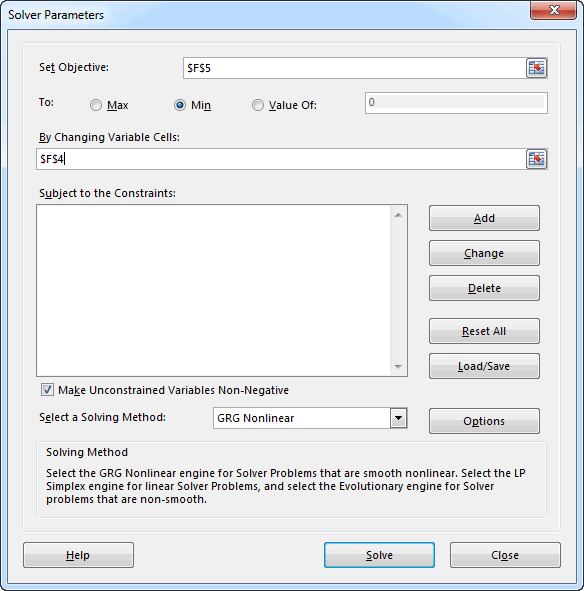 Solver Parameters
Set Objective:
$F$5
To:
Max
Min
Value Of:
0
By Changing Variable Cells:
$F$4
Subject to the Constraints:
Add
Change
Delete
Reset All
Load/Save
Make Unconstrained Variables Non-Negative
Select a Solving Method:
GRG Nonlinear
Options
Solving Method
Select the GRG Nonlinear engine for Solver Problems that are smooth nonlinear. Select the LP
Simplex engine for linear Solver Problems, and select the Evolutionary engine for Solver
problems that are non-smooth.
Help
Solve
Close